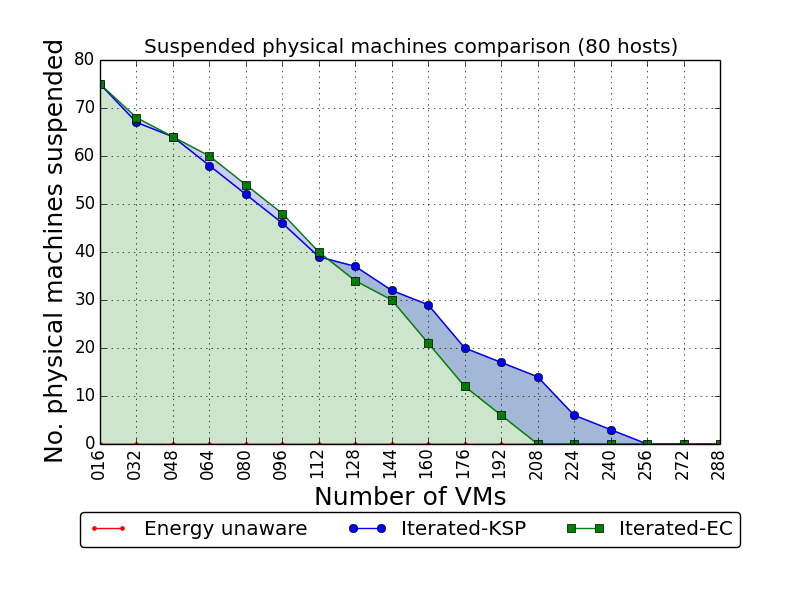 Suspended physical machines comparison (80 hosts)
No. physical machines suspended
80
70
60
50
40
30
20
10
0
016 032 048 064 080 096 112 128 144 160 176 192 208 224 240 256 272 288
Number of VMs
Energy unaware Iterated-KSP Iterated-EC